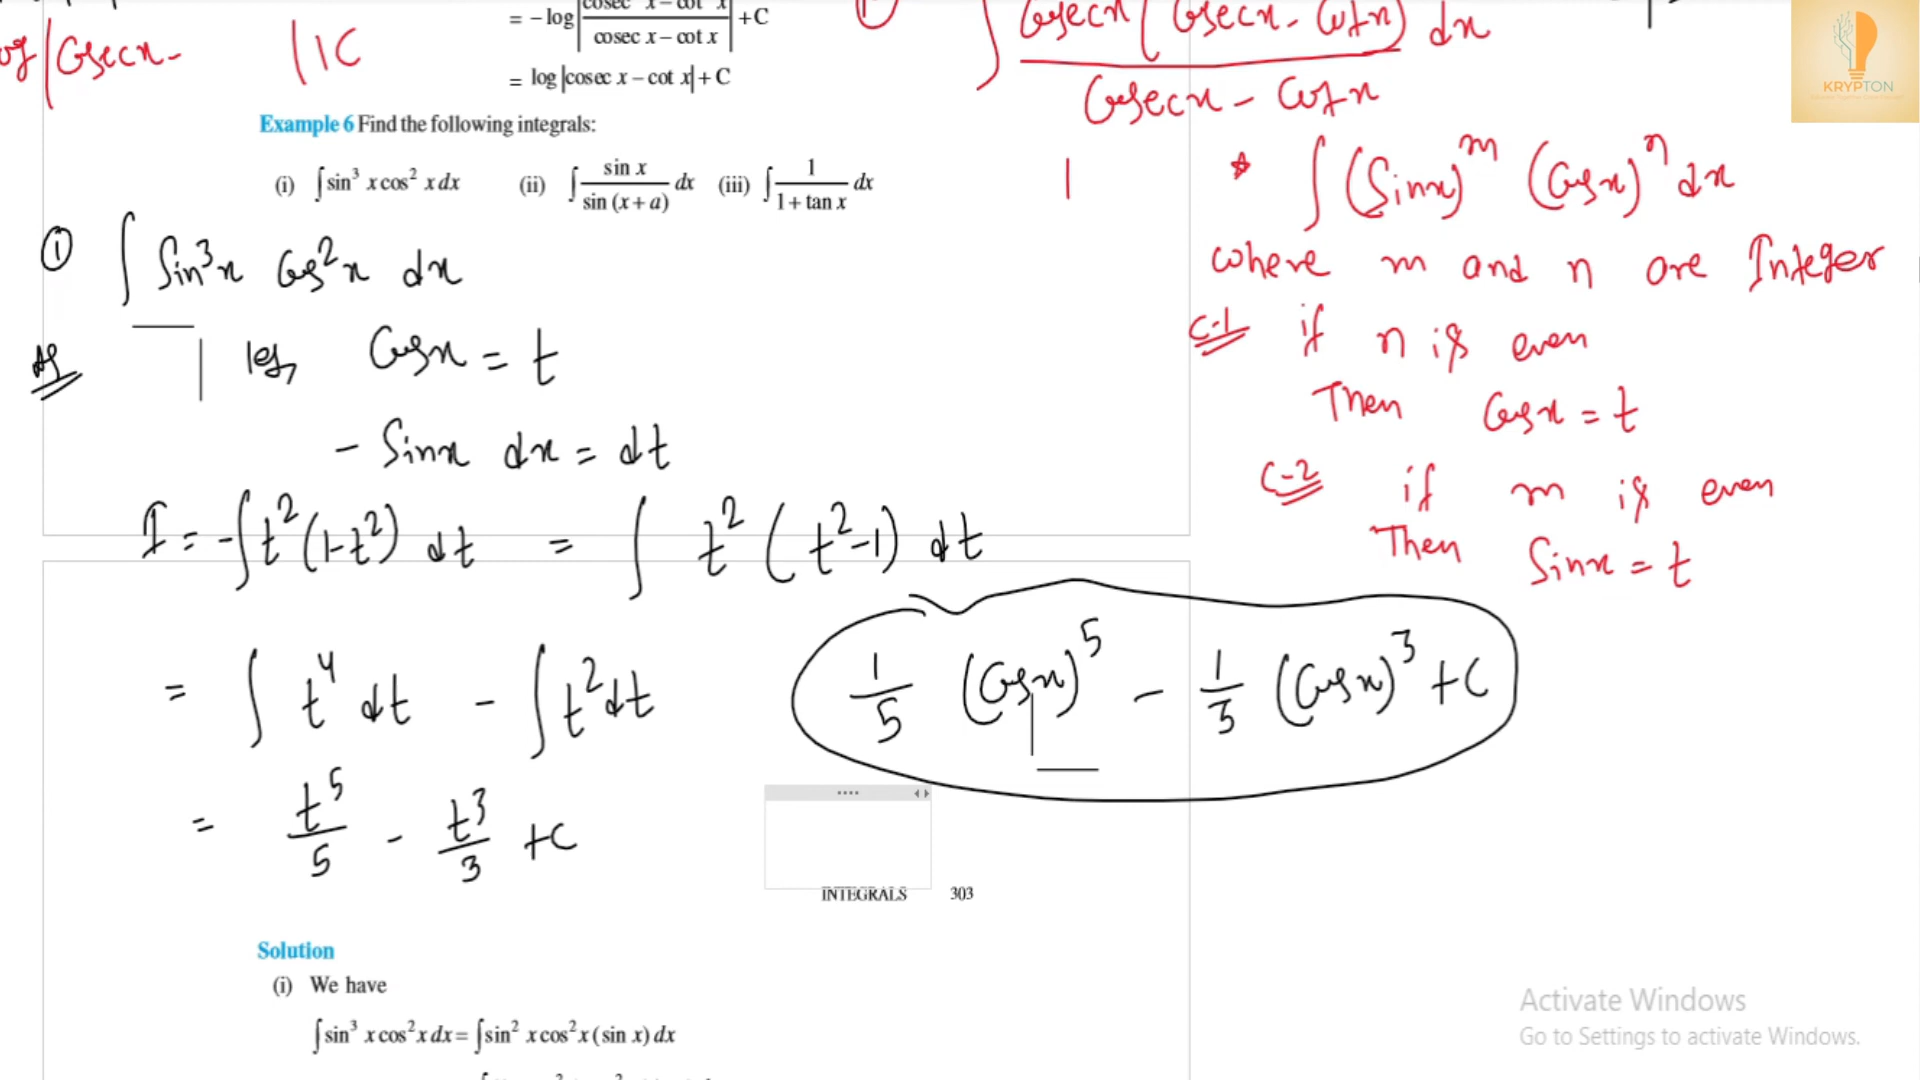 = −log|cosec x − cot x / cosec x − cot x| + C
= log |cosec x − cot x| + C
|Cosecx- | 1C
∫ Cosecx (Cosecx - Cotx) dx
Cosecx - Cotx
KRYPTON
Example 6 Find the following integrals:
(i) ∫ sin³ x cos² x dx (ii) ∫ sin x / sin (x + a) dx (iii) ∫ 1 / 1 + tan x dx
① ∫ Sin³x Cos²x dx
let Cosx = t
- Sinx dx = dt
I = -∫ t² (1-t²) dt = ∫ t² (t²-1) dt
= ∫ t⁴ dt - ∫ t² dt
= t⁵/5 - t³/3 + C
1/5 (Cosx)⁵ - 1/3 (Cosx)³ + C
* ∫ (Sinx)ᵐ (Cosx)ⁿ dx
where m and n are Integer
C-1 if n is even
Then Cosx = t
C-2 if m is even
Then Sinx = t
INTEGRALS 303
Solution
(i) We have
∫ sin³ x cos² x dx = ∫ sin² x cos² x (sin x) dx
Activate Windows
Go to Settings to activate Windows.